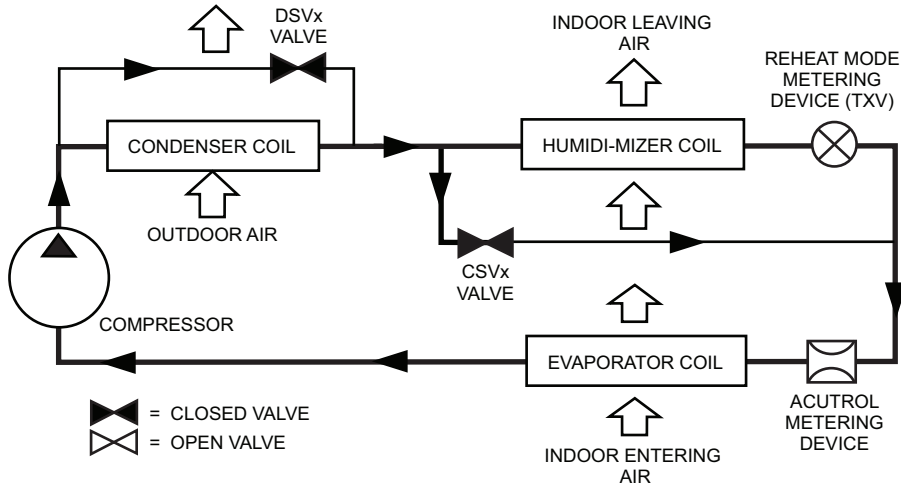 DSVx
VALVE
INDOOR LEAVING
AIR
REHEAT MODE
METERING
DEVICE (TXV)
CONDENSER COIL
HUMIDI-MIZER COIL
OUTDOOR AIR
CSVx
VALVE
COMPRESSOR
EVAPORATOR COIL
ACUTROL
METERING
DEVICE
= CLOSED VALVE
= OPEN VALVE
INDOOR ENTERING
AIR